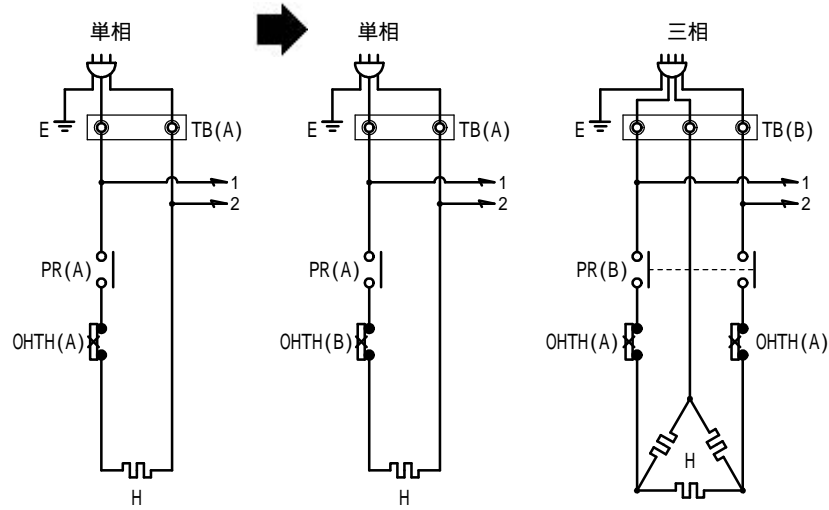 単相
E
TB(A)
1
2
PR(A)
OHTH(A)
H
単相
E
TB(A)
1
2
PR(A)
OHTH(B)
H
三相
E
TB(B)
1
2
PR(B)
OHTH(A)
OHTH(A)
H